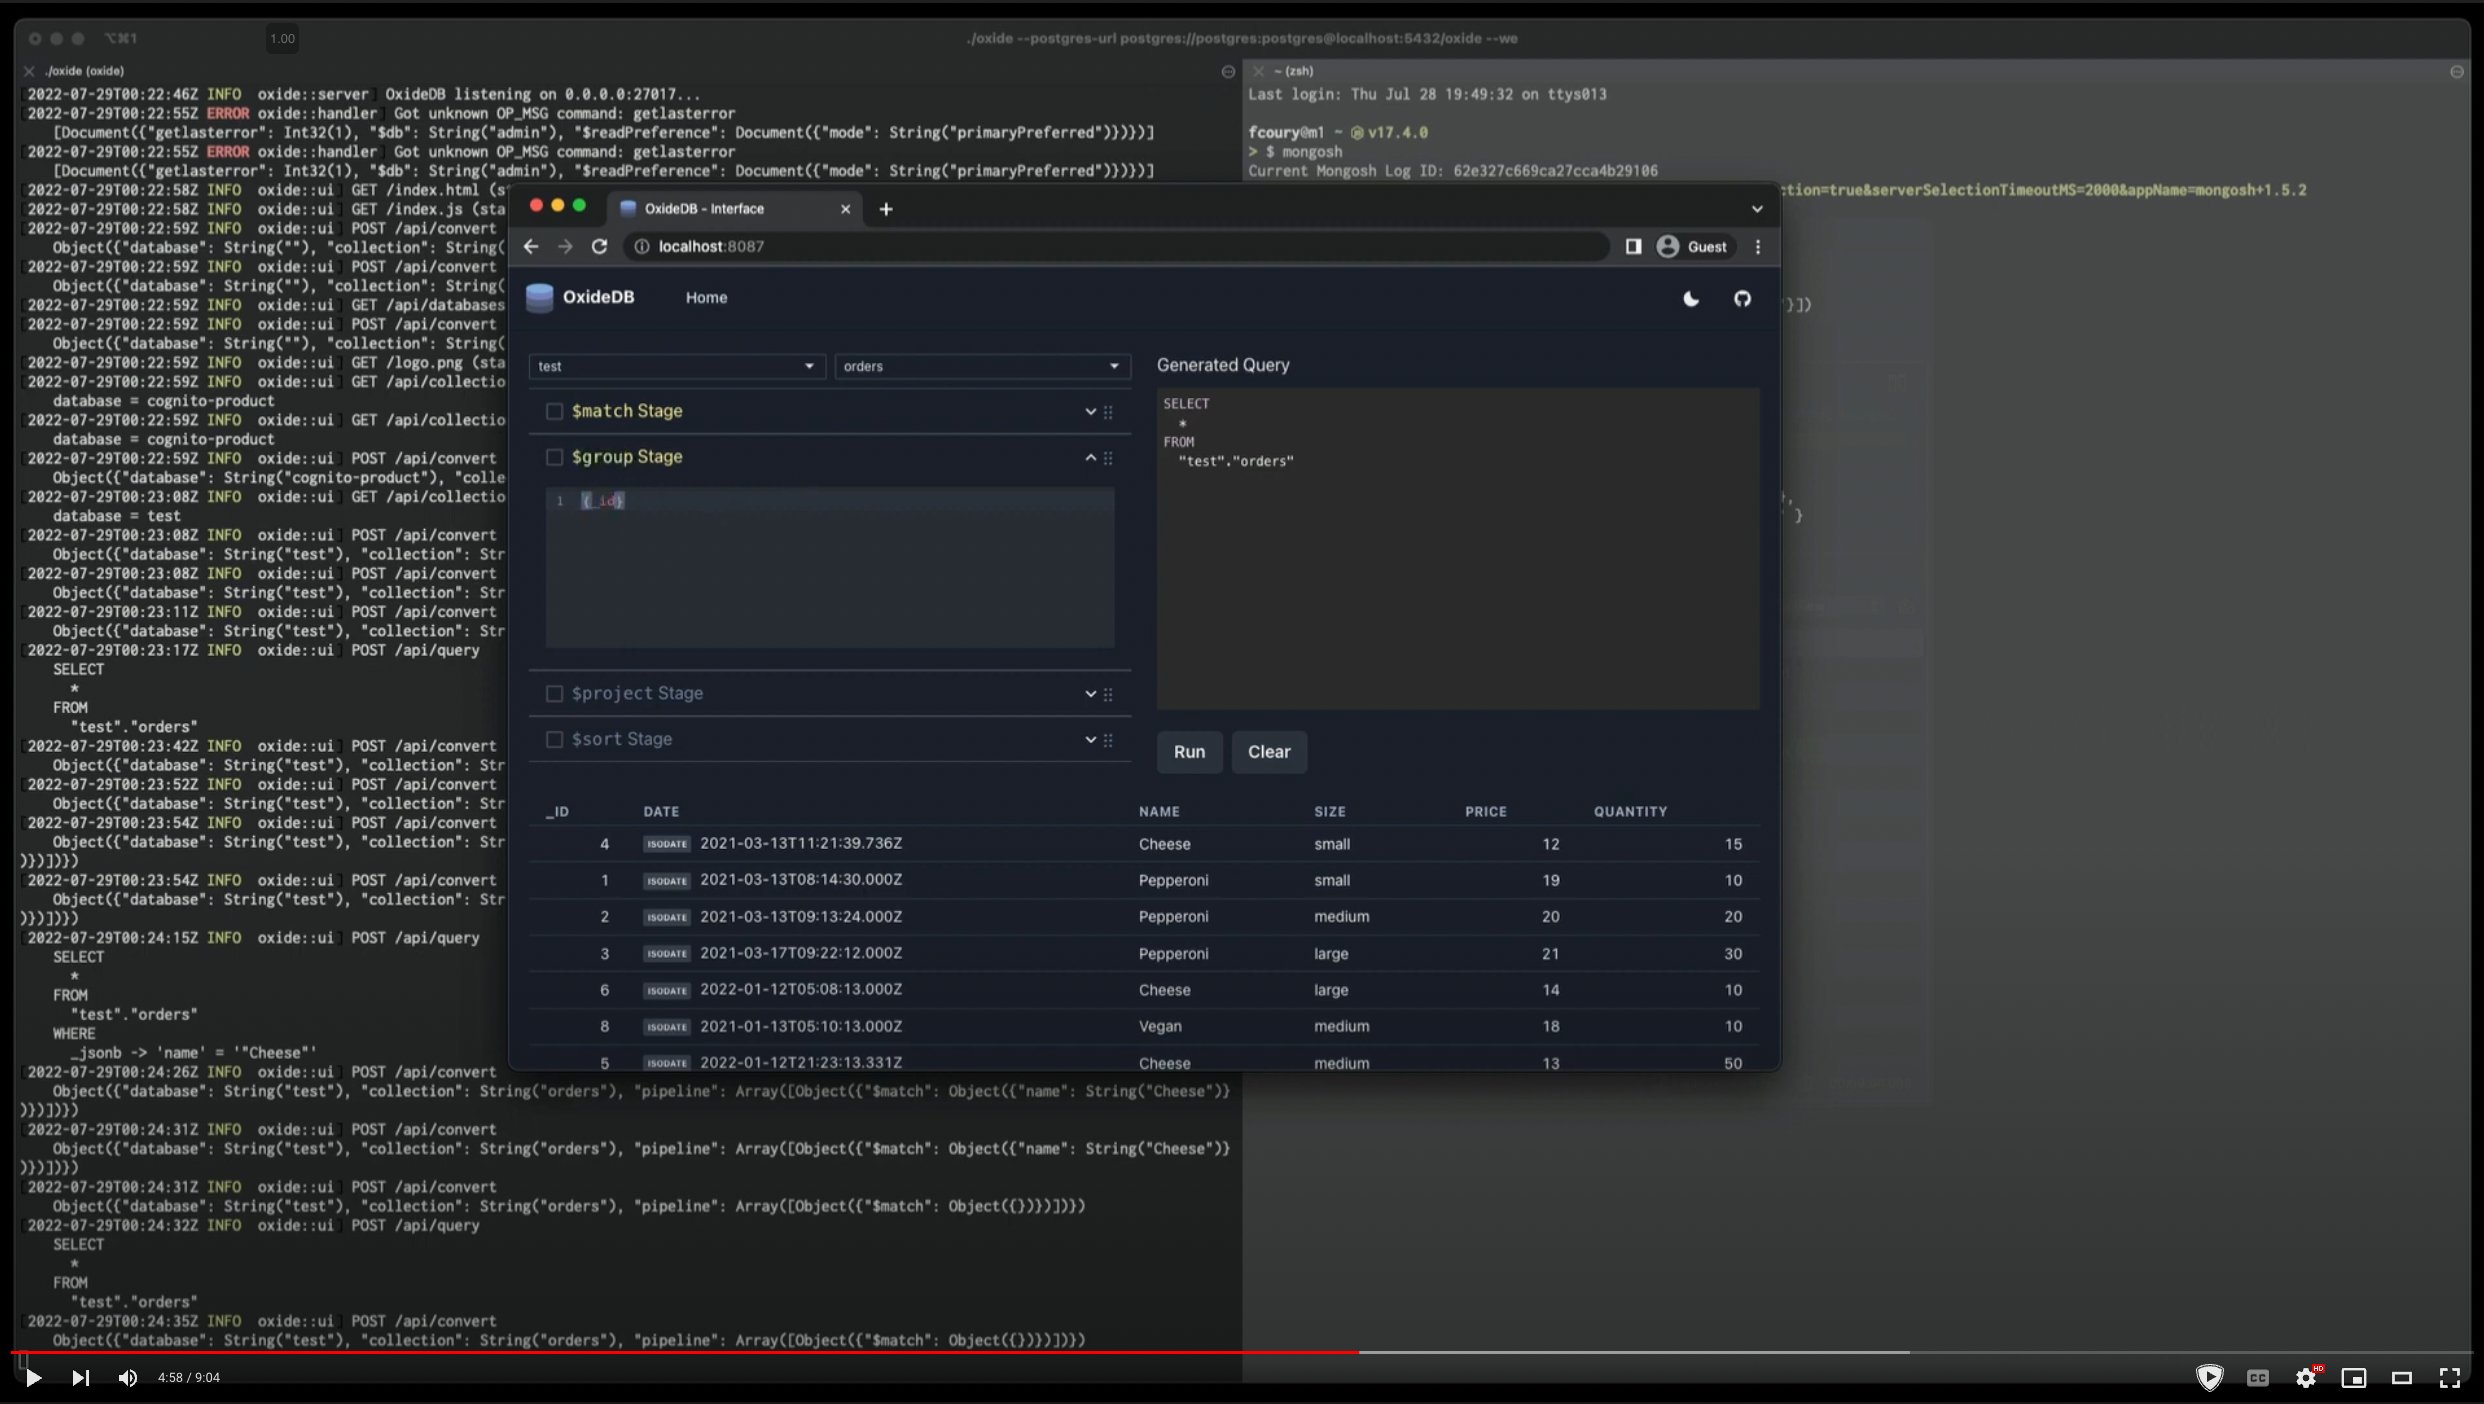 ⌥⌘1
1.00
./oxide --postgres-url postgres://postgres:postgres@localhost:5432/oxide --we
./oxide (oxide)
[2022-07-29T00:22:46Z INFO  oxide::server] OxideDB listening on 0.0.0.0:27017...
[2022-07-29T00:22:55Z ERROR oxide::handler] Got unknown OP_MSG command: getlasterror
[Document({"getlasterror": Int32(1), "$db": String("admin"), "$readPreference": Document({"mode": String("primaryPreferred")})})]
[2022-07-29T00:22:55Z ERROR oxide::handler] Got unknown OP_MSG command: getlasterror
[Document({"getlasterror": Int32(1), "$db": String("admin"), "$readPreference": Document({"mode": String("primaryPreferred")})})]
[2022-07-29T00:22:58Z INFO  oxide::ui] GET /index.html (s
[2022-07-29T00:22:58Z INFO  oxide::ui] GET /index.js (sta
[2022-07-29T00:22:59Z INFO  oxide::ui] POST /api/convert
Object({"database": String(""), "collection": String(
[2022-07-29T00:22:59Z INFO  oxide::ui] POST /api/convert
Object({"database": String(""), "collection": String(
[2022-07-29T00:22:59Z INFO  oxide::ui] GET /api/databases
[2022-07-29T00:22:59Z INFO  oxide::ui] POST /api/convert
Object({"database": String(""), "collection": String(
[2022-07-29T00:22:59Z INFO  oxide::ui] GET /logo.png (sta
[2022-07-29T00:22:59Z INFO  oxide::ui] GET /api/collectio
database = cognito-product
[2022-07-29T00:22:59Z INFO  oxide::ui] GET /api/collectio
database = cognito-product
[2022-07-29T00:22:59Z INFO  oxide::ui] POST /api/convert
Object({"database": String("cognito-product"), "colle
[2022-07-29T00:23:08Z INFO  oxide::ui] GET /api/collectio
database = test
[2022-07-29T00:23:08Z INFO  oxide::ui] POST /api/convert
Object({"database": String("test"), "collection": Str
[2022-07-29T00:23:08Z INFO  oxide::ui] POST /api/convert
Object({"database": String("test"), "collection": Str
[2022-07-29T00:23:11Z INFO  oxide::ui] POST /api/convert
Object({"database": String("test"), "collection": Str
[2022-07-29T00:23:17Z INFO  oxide::ui] POST /api/query
SELECT
*
FROM
"test"."orders"
[2022-07-29T00:23:42Z INFO  oxide::ui] POST /api/convert
Object({"database": String("test"), "collection": Str
[2022-07-29T00:23:52Z INFO  oxide::ui] POST /api/convert
Object({"database": String("test"), "collection": Str
[2022-07-29T00:23:54Z INFO  oxide::ui] POST /api/convert
Object({"database": String("test"), "collection": Str
)})])})
[2022-07-29T00:23:54Z INFO  oxide::ui] POST /api/convert
Object({"database": String("test"), "collection": Str
)})])})
[2022-07-29T00:24:15Z INFO  oxide::ui] POST /api/query
SELECT
*
FROM
"test"."orders"
WHERE
_jsonb -> 'name' = '"Cheese"'
[2022-07-29T00:24:26Z INFO  oxide::ui] POST /api/convert
Object({"database": String("test"), "collection": String("orders"), "pipeline": Array([Object({"$match": Object({"name": String("Cheese")}
)})])})
[2022-07-29T00:24:31Z INFO  oxide::ui] POST /api/convert
Object({"database": String("test"), "collection": String("orders"), "pipeline": Array([Object({"$match": Object({"name": String("Cheese")}
)})])})
[2022-07-29T00:24:31Z INFO  oxide::ui] POST /api/convert
Object({"database": String("test"), "collection": String("orders"), "pipeline": Array([Object({"$match": Object({})})])})
[2022-07-29T00:24:32Z INFO  oxide::ui] POST /api/query
SELECT
*
FROM
"test"."orders"
[2022-07-29T00:24:35Z INFO  oxide::ui] POST /api/convert
Object({"database": String("test"), "collection": String("orders"), "pipeline": Array([Object({"$match": Object({})})])})
~ (zsh)
Last login: Thu Jul 28 19:49:32 on ttys013
fcoury@m1 ~ v17.4.0
> $ mongosh
Current Mongosh Log ID: 62e327c669ca27cca4b29106
ction=true&serverSelectionTimeoutMS=2000&appName=mongosh+1.5.2
}])
},
' }
OxideDB - Interface
localhost:8087
Guest
OxideDB
Home
test
orders
$match Stage
$group Stage
1 {_id}
$project Stage
$sort Stage
Generated Query
SELECT
*
FROM
"test"."orders"
Run
Clear
_ID DATE NAME SIZE PRICE QUANTITY
4 ISODATE 2021-03-13T11:21:39.736Z Cheese small 12 15
1 ISODATE 2021-03-13T08:14:30.000Z Pepperoni small 19 10
2 ISODATE 2021-03-13T09:13:24.000Z Pepperoni medium 20 20
3 ISODATE 2021-03-17T09:22:12.000Z Pepperoni large 21 30
6 ISODATE 2022-01-12T05:08:13.000Z Cheese large 14 10
8 ISODATE 2021-01-13T05:10:13.000Z Vegan medium 18 10
5 ISODATE 2022-01-12T21:23:13.331Z Cheese medium 13 50
4:58 / 9:04
CC
HD